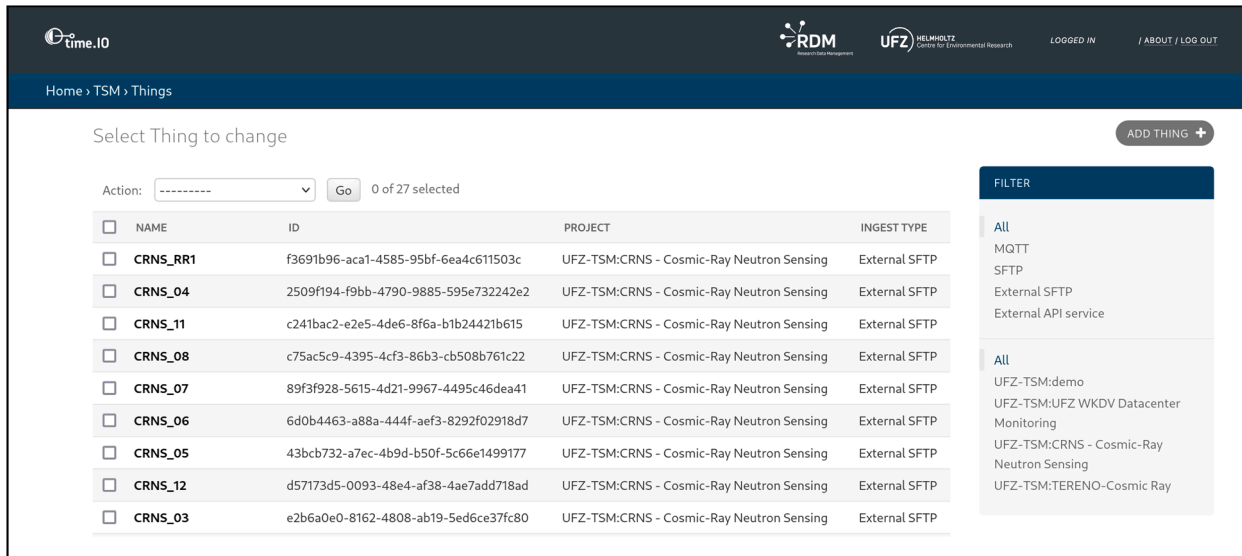 time.IO
RDM
Research Data Management
UFZ HELMHOLTZ
Centre for Environmental Research
LOGGED IN
/ ABOUT / LOG OUT
Home › TSM › Things
Select Thing to change
ADD THING +
Action: --------- Go 0 of 27 selected
NAME ID PROJECT INGEST TYPE
CRNS_RR1 f3691b96-aca1-4585-95bf-6ea4c611503c UFZ-TSM:CRNS - Cosmic-Ray Neutron Sensing External SFTP
CRNS_04 2509f194-f9bb-4790-9885-595e732242e2 UFZ-TSM:CRNS - Cosmic-Ray Neutron Sensing External SFTP
CRNS_11 c241bac2-e2e5-4de6-8f6a-b1b24421b615 UFZ-TSM:CRNS - Cosmic-Ray Neutron Sensing External SFTP
CRNS_08 c75ac5c9-4395-4cf3-86b3-cb508b761c22 UFZ-TSM:CRNS - Cosmic-Ray Neutron Sensing External SFTP
CRNS_07 89f3f928-5615-4d21-9967-4495c46dea41 UFZ-TSM:CRNS - Cosmic-Ray Neutron Sensing External SFTP
CRNS_06 6d0b4463-a88a-444f-aef3-8292f02918d7 UFZ-TSM:CRNS - Cosmic-Ray Neutron Sensing External SFTP
CRNS_05 43bcb732-a7ec-4b9d-b50f-5c66e1499177 UFZ-TSM:CRNS - Cosmic-Ray Neutron Sensing External SFTP
CRNS_12 d57173d5-0093-48e4-af38-4ae7add718ad UFZ-TSM:CRNS - Cosmic-Ray Neutron Sensing External SFTP
CRNS_03 e2b6a0e0-8162-4808-ab19-5ed6ce37fc80 UFZ-TSM:CRNS - Cosmic-Ray Neutron Sensing External SFTP
FILTER
All
MQTT
SFTP
External SFTP
External API service
All
UFZ-TSM:demo
UFZ-TSM:UFZ WKDV Datacenter
Monitoring
UFZ-TSM:CRNS - Cosmic-Ray
Neutron Sensing
UFZ-TSM:TERENO-Cosmic Ray